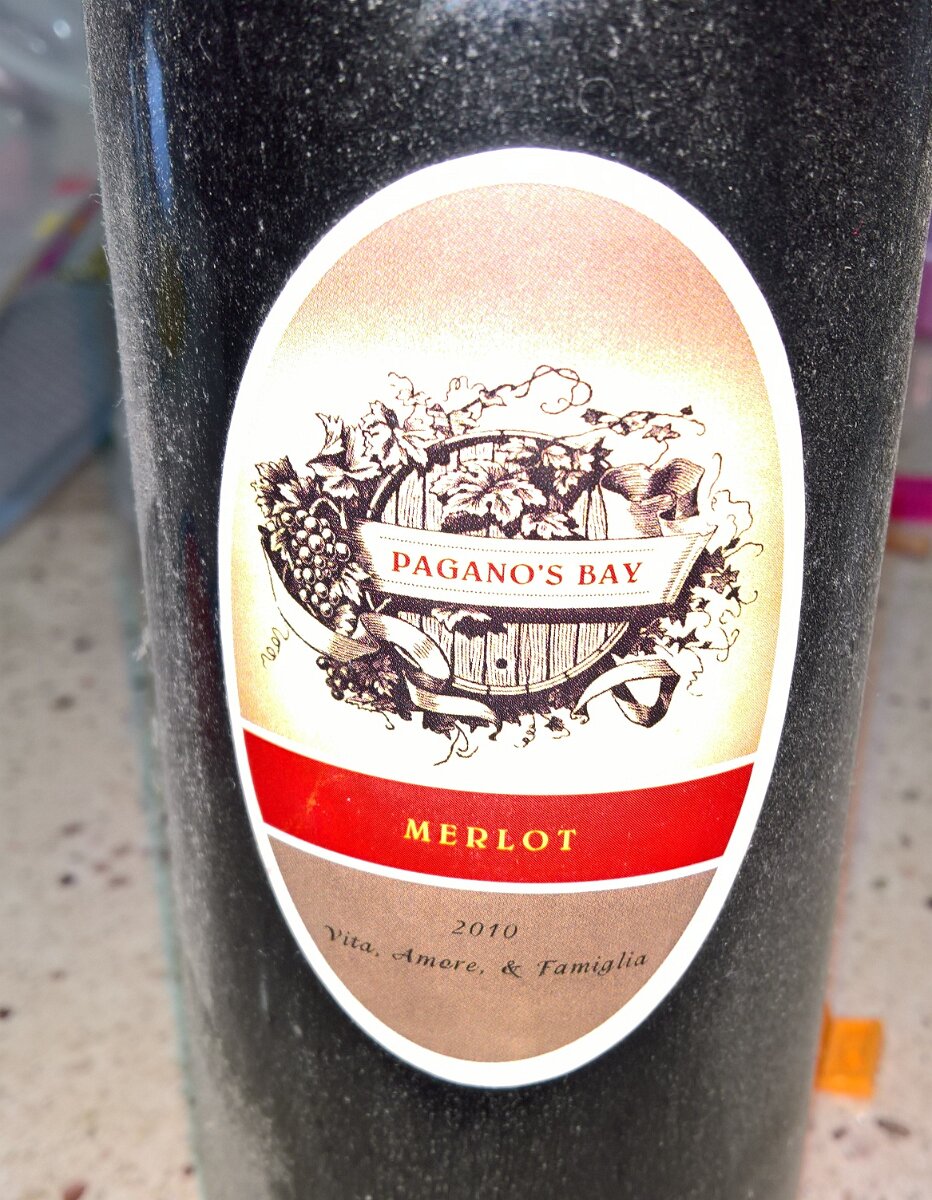 PAGANO'S BAY
MERLOT
2010
Vita, Amore, & Famiglia